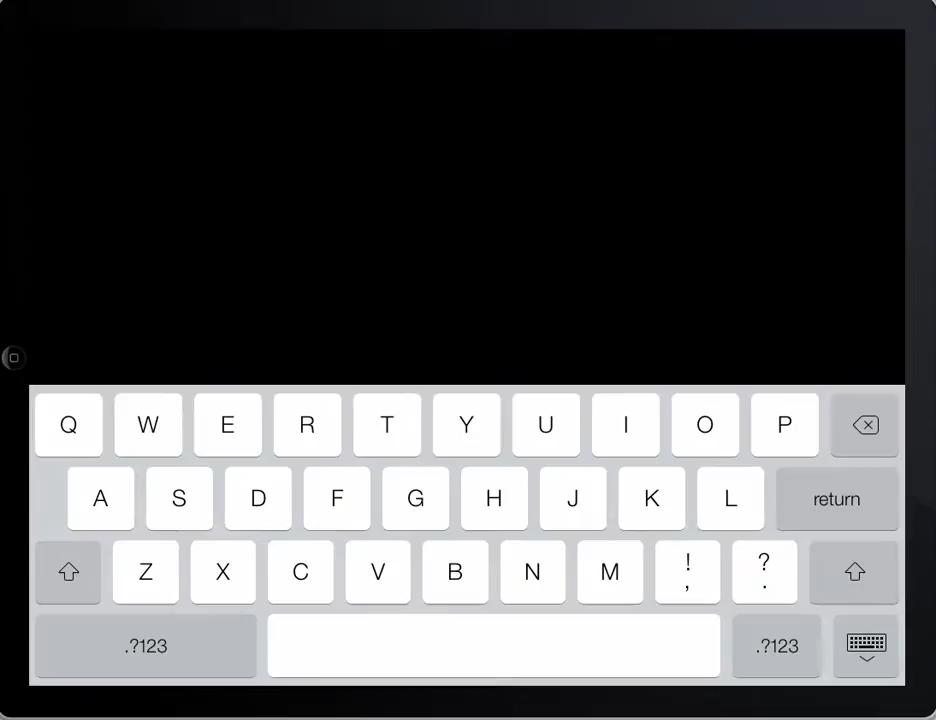 Q W E R T Y U I O P
A S D F G H J K L return
Z X C V B N M ! , ? .
.?123 .?123